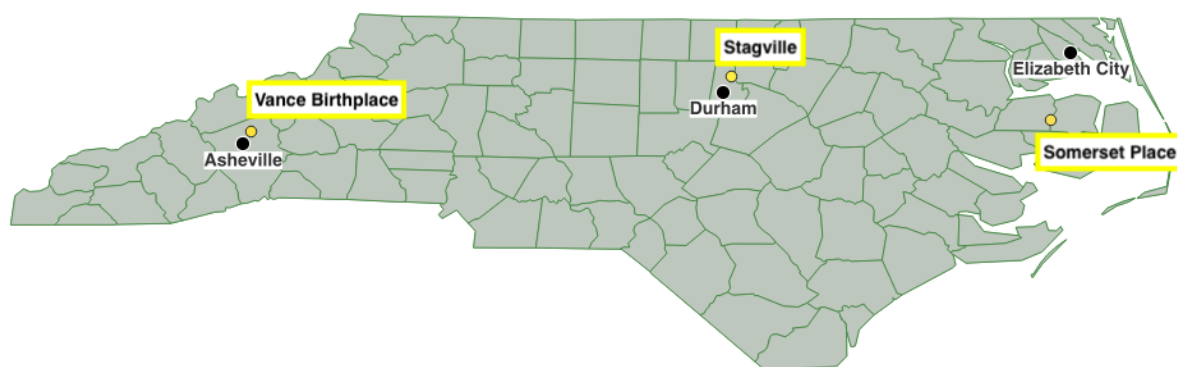 Stagville
Elizabeth City
Vance Birthplace
Durham
Asheville
Somerset Place